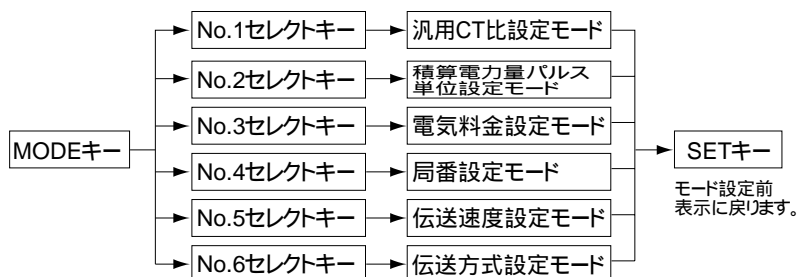 MODEキー
No.1セレクトキー
汎用CT比設定モード
No.2セレクトキー
積算電力量パルス
単位設定モード
No.3セレクトキー
電気料金設定モード
No.4セレクトキー
局番設定モード
No.5セレクトキー
伝送速度設定モード
No.6セレクトキー
伝送方式設定モード
SETキー
モード設定前
表示に戻ります。